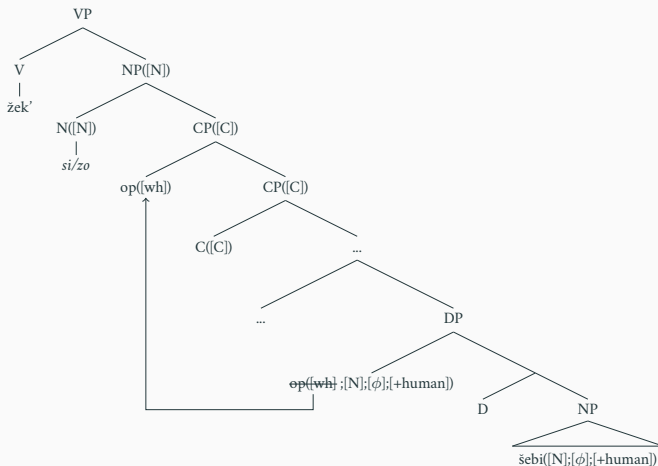 VP
V NP([N])
žek’
N([N]) CP([C])
si/zo
op([wh]) CP([C])
C([C]) ...
... DP
op([wh] ;[N];[ϕ];[+human])
D NP
šebi([N];[ϕ];[+human])